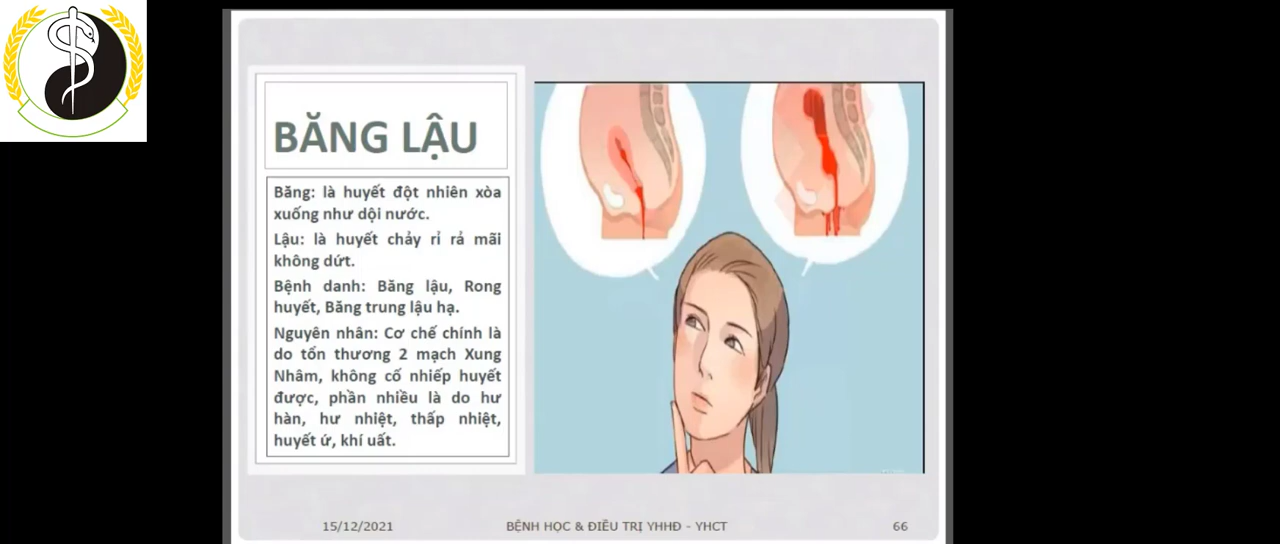 BĂNG LẬU
Băng: là huyết đột nhiên xòa
xuống như dội nước.
Lậu: là huyết chảy rỉ rả mãi
không dứt.
Bệnh danh: Băng lậu, Rong
huyết, Băng trung lậu hạ.
Nguyên nhân: Cơ chế chính là
do tổn thương 2 mạch Xung
Nhâm, không cố nhiếp huyết
được, phần nhiều là do hư
hàn, hư nhiệt, thấp nhiệt,
huyết ứ, khí uất.
15/12/2021
BỆNH HỌC & ĐIỀU TRỊ YHHĐ - YHCT
66